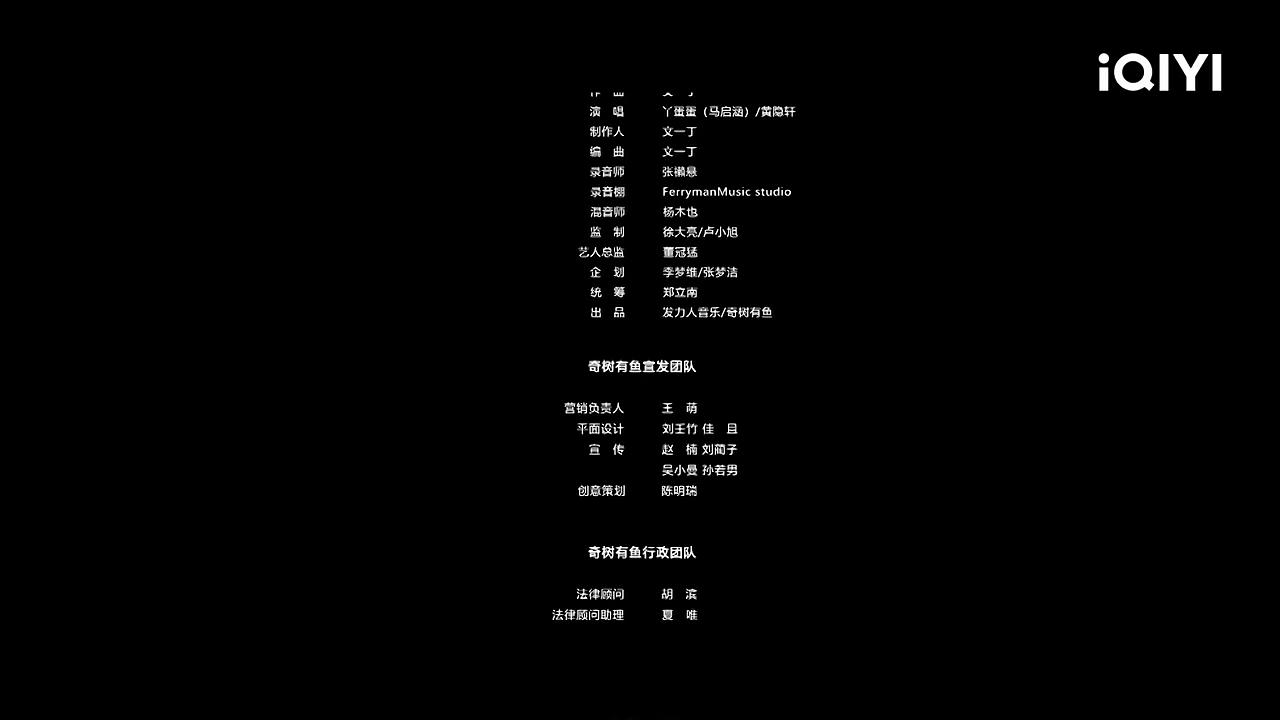 iQIYI
演 唱 丫蛋蛋（马启涵）/黄隐轩
制作人 文一丁
编 曲 文一丁
录音师 张懒悬
录音棚 FerrymanMusic studio
混音师 杨木也
监 制 徐大亮/卢小旭
艺人总监 董冠猛
企 划 李梦维/张梦洁
统 筹 郑立南
出 品 发力人音乐/奇树有鱼
奇树有鱼宣发团队
营销负责人 王 萌
平面设计 刘王竹 佳 且
宣 传 赵 楠 刘蔺子
吴小曼 孙若男
创意策划 陈明瑞
奇树有鱼行政团队
法律顾问 胡 滨
法律顾问助理 夏 唯